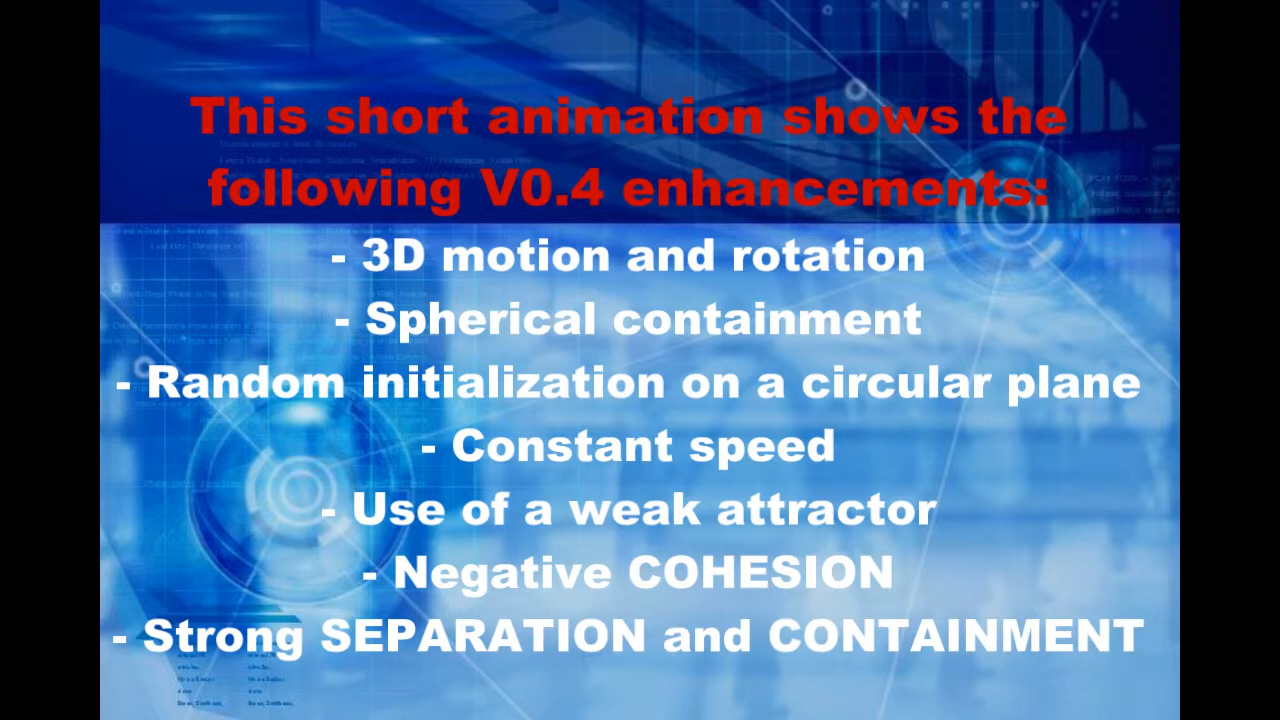 This short animation shows the
following V0.4 enhancements:
- 3D motion and rotation
- Spherical containment
- Random initialization on a circular plane
- Constant speed
- Use of a weak attractor
- Negative COHESION
- Strong SEPARATION and CONTAINMENT